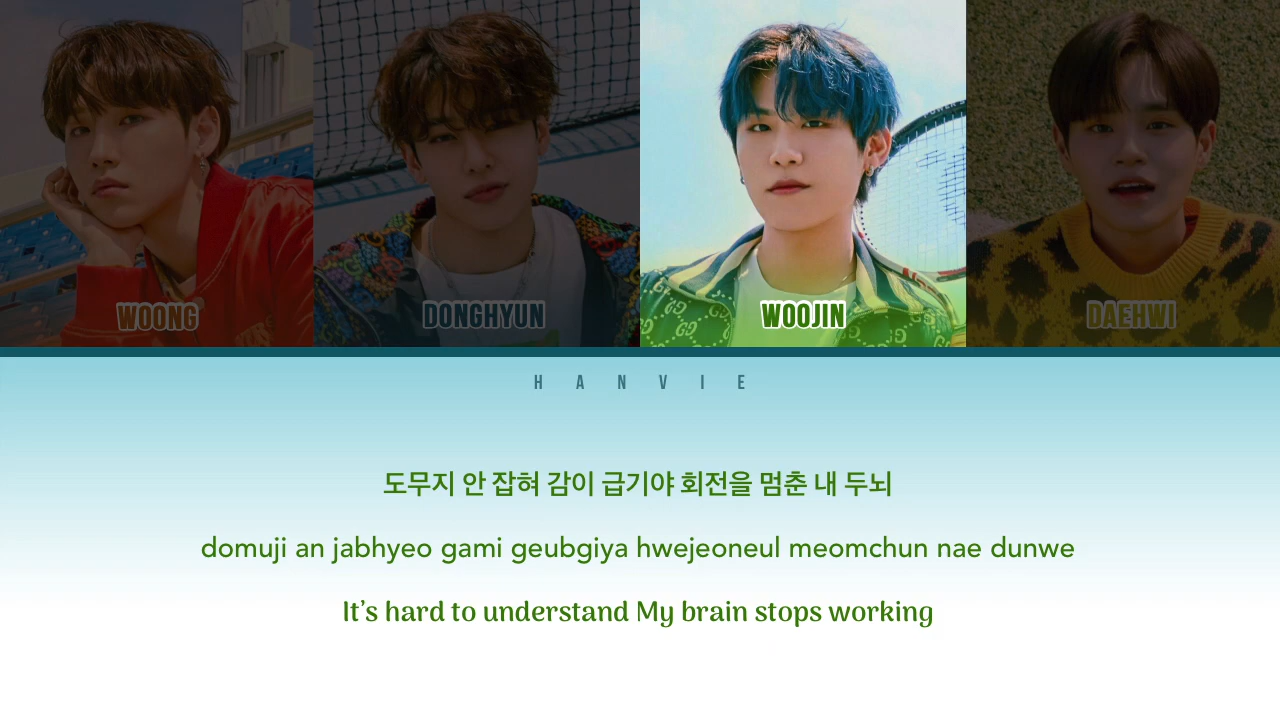 WOONG
DONGHYUN
WOOJIN
DAEHWI
HANVIE
도무지 안 잡혀 감이 급기야 회전을 멈춘 내 두뇌
domuji an jabhyeo gami geubgiya hwejeoneul meomchun nae dunwe
It’s hard to understand My brain stops working